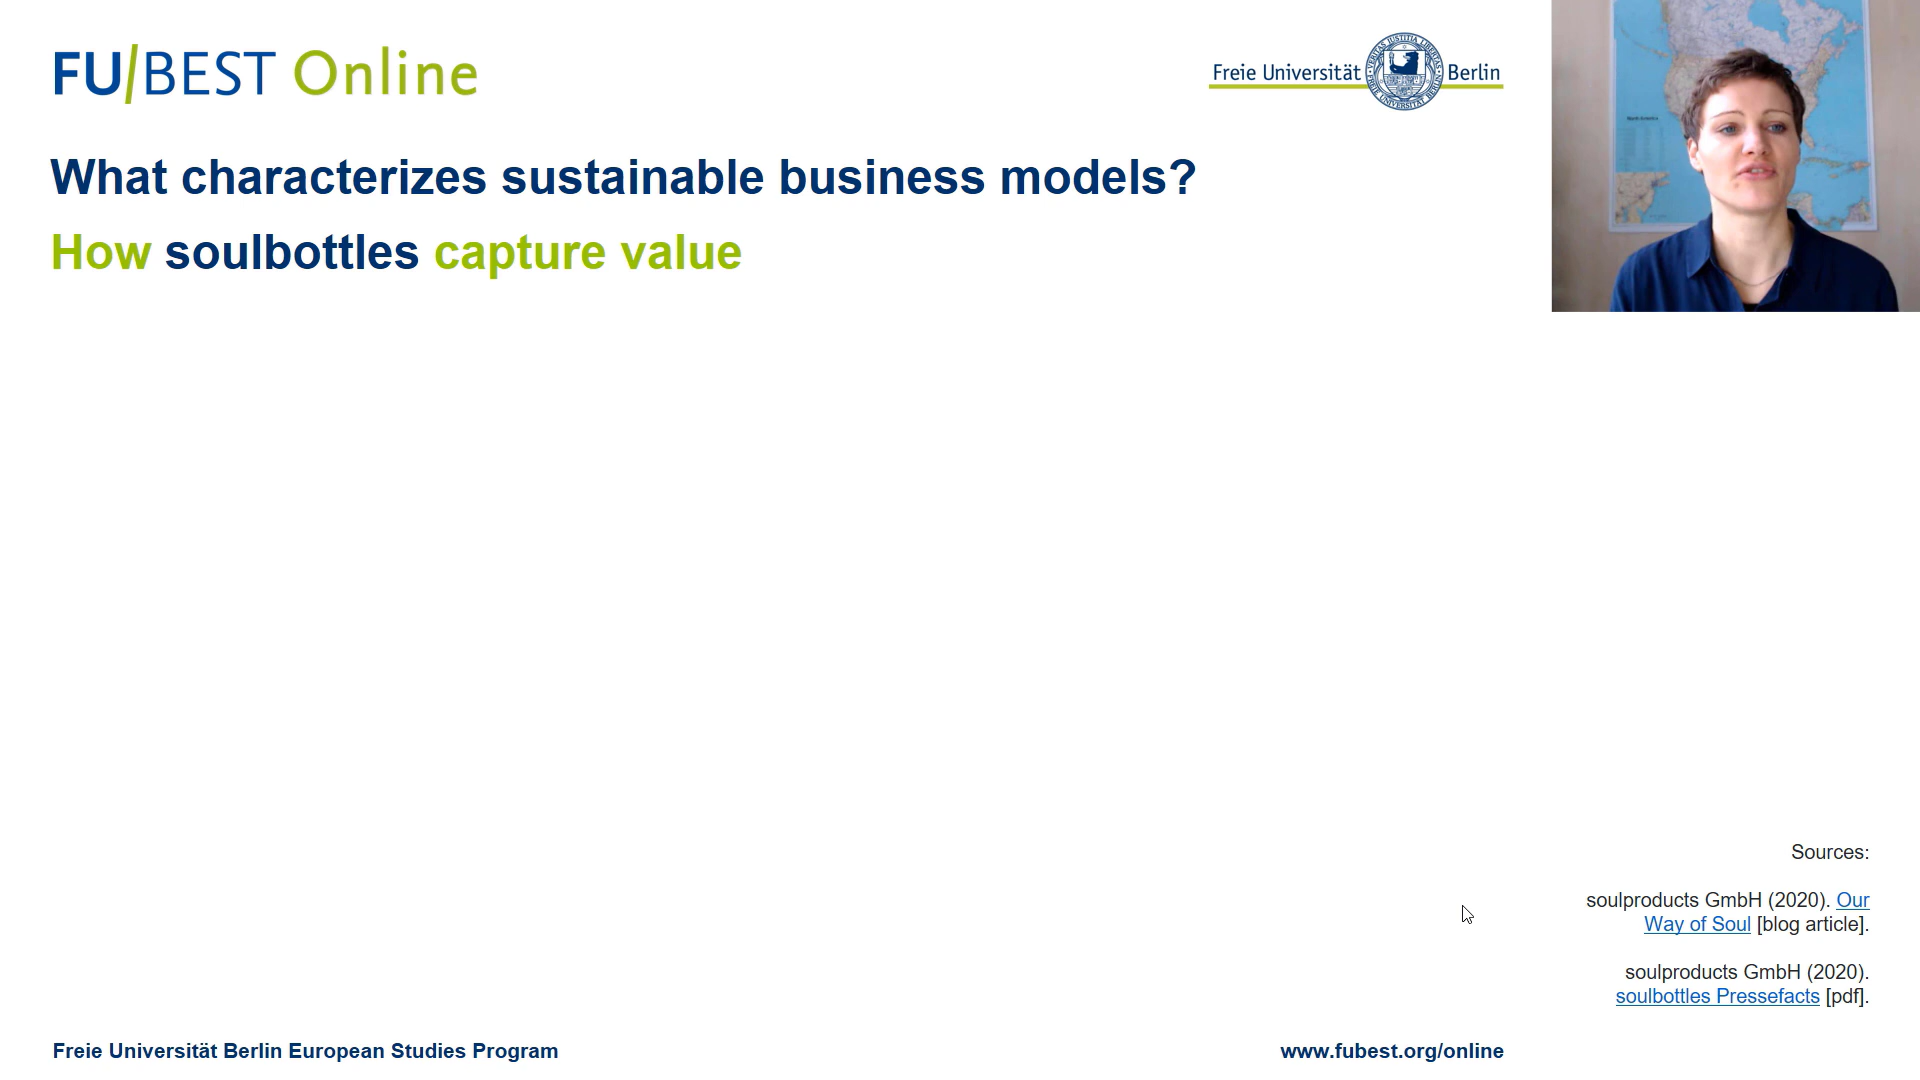 FU/BEST Online
Freie Universität Berlin
What characterizes sustainable business models?
How soulbottles capture value
Sources:
soulproducts GmbH (2020). Our
Way of Soul [blog article].
soulproducts GmbH (2020).
soulbottles Pressefacts [pdf].
Freie Universität Berlin European Studies Program
www.fubest.org/online